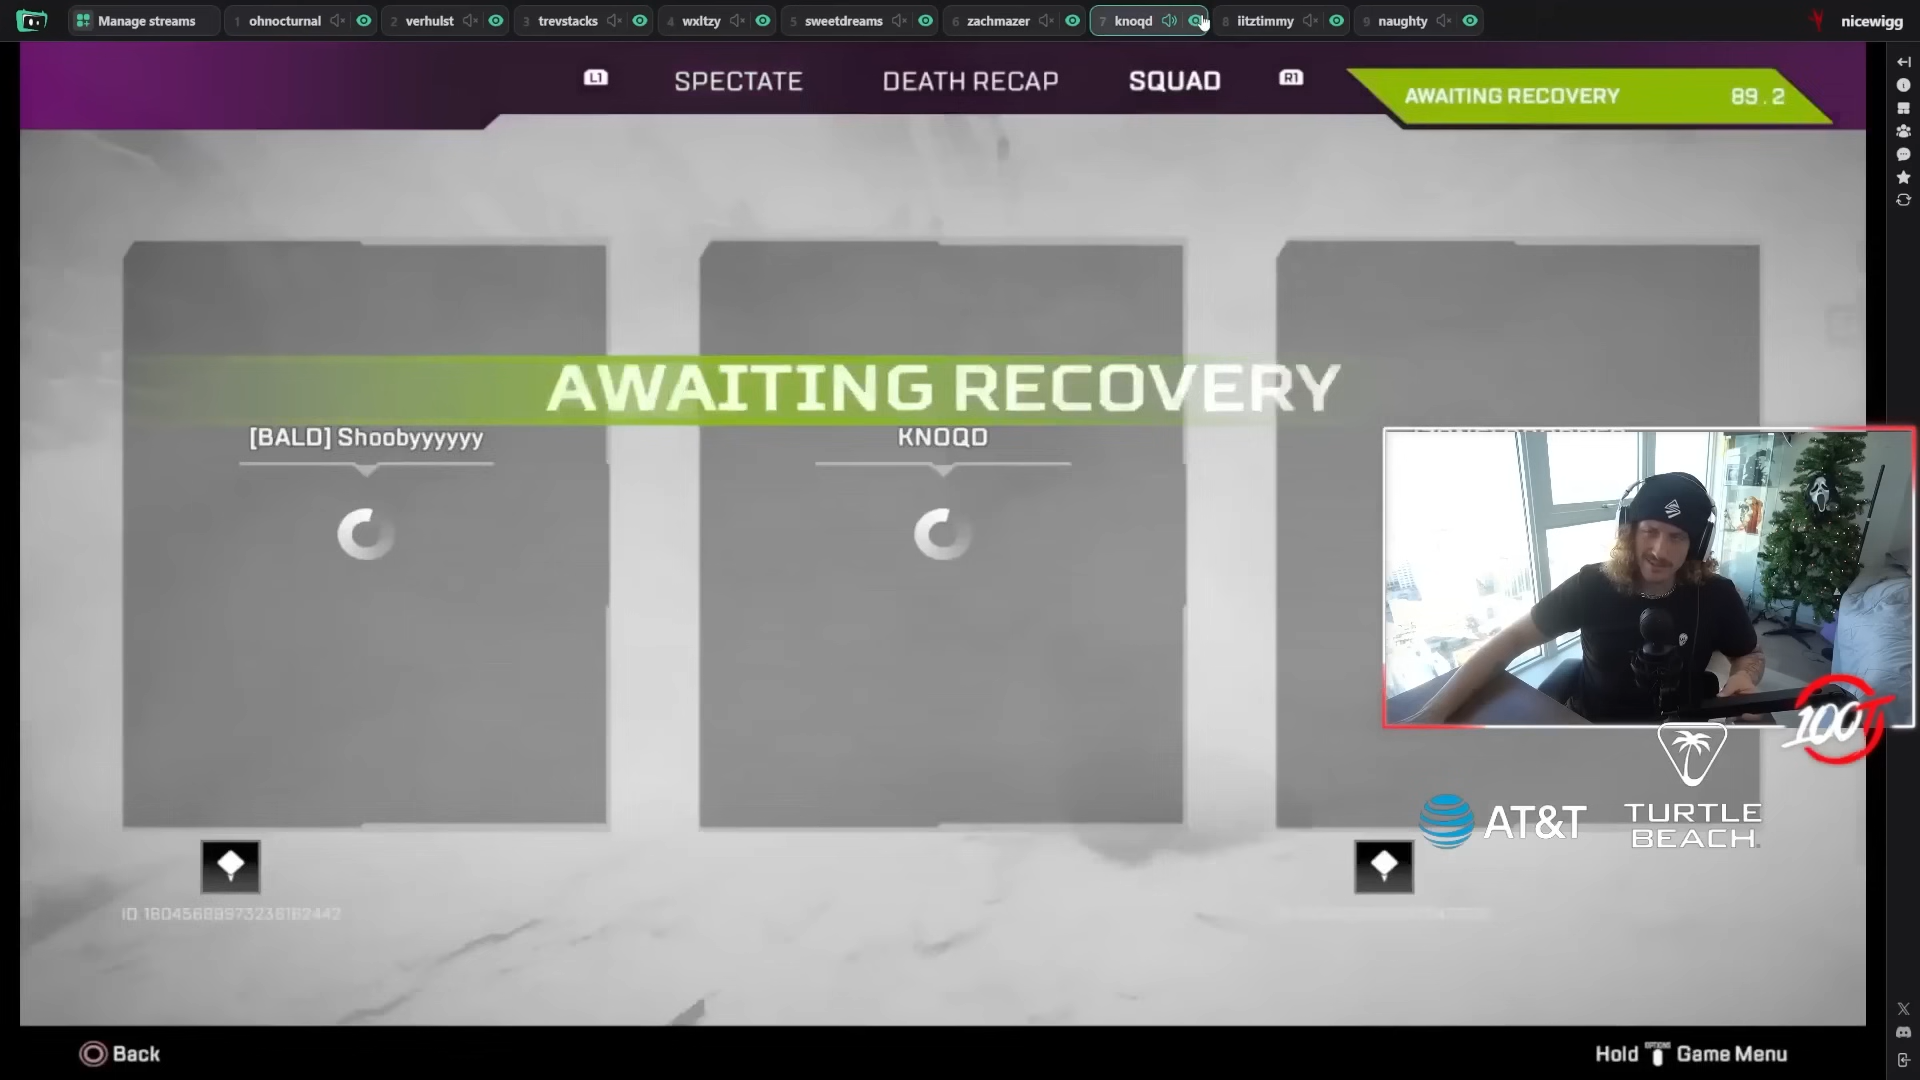 Manage streams
1 ohnocturnal
2 verhulst
3 trevstacks
4 wxltzy
5 sweetdreams
6 zachmazer
7 knoqd
8 iitztimmy
9 naughty
nicewigg
L1
SPECTATE
DEATH RECAP
SQUAD
R1
AWAITING RECOVERY 89.2
AWAITING RECOVERY
[BALD] Shoobyyyyyy
KNOQD
100T
AT&T
TURTLE
BEACH
Back
Hold OPTIONS Game Menu